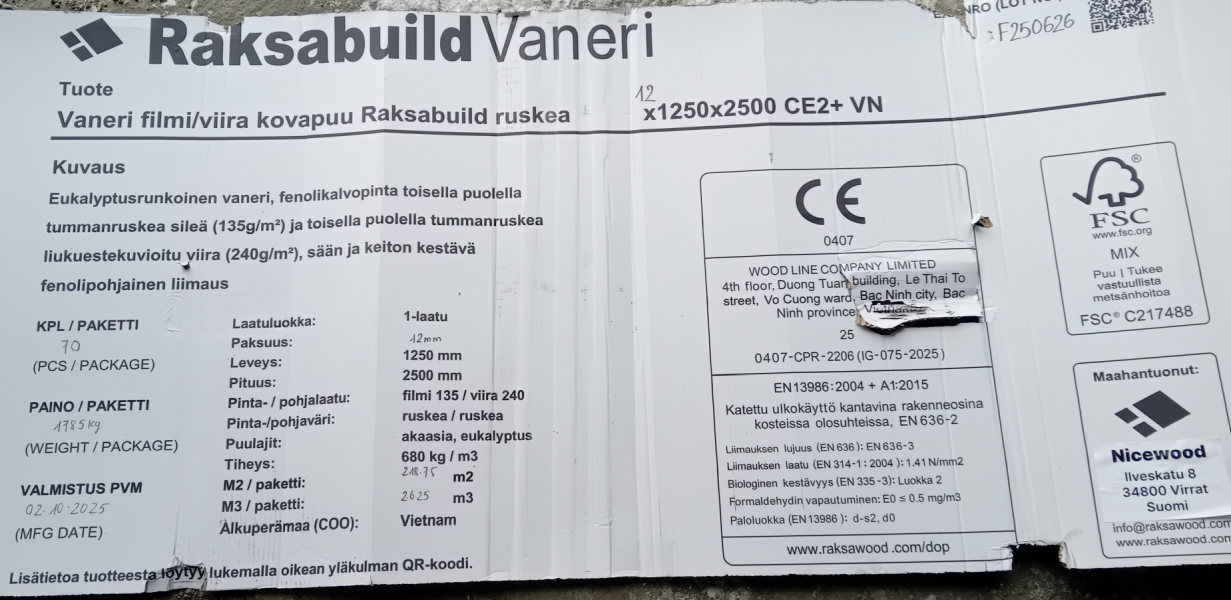 Raksabuild Vaneri
NRO (LOT
: F250626
Tuote
Vaneri filmi/viira kovapuu Raksabuild ruskea
12 x1250x2500 CE2+ VN
Kuvaus
Eukalyptusrunkoinen vaneri, fenolikalvopinta toisella puolella
tummanruskea sileä (135g/m²) ja toisella puolella tummanruskea
liukuestekuvioitu viira (240g/m²), sään ja keiton kestävä
fenolipohjainen liimaus
KPL / PAKETTI
70
(PCS / PACKAGE)
PAINO / PAKETTI
1785kg
(WEIGHT / PACKAGE)
VALMISTUS PVM
02.10.2025
(MFG DATE)
Laatuluokka: 1-laatu
Paksuus: 12mm
Leveys: 1250 mm
Pituus: 2500 mm
Pinta- / pohjalaatu: filmi 135 / viira 240
Pinta-/pohjaväri: ruskea / ruskea
Puulajit: akaasia, eukalyptus
Tiheys: 680 kg / m3
M2 / paketti: 218.75 m2
M3 / paketti: 2.625 m3
Alkuperämaa (COO): Vietnam
Lisätietoa tuotteesta löytyy lukemalla oikean yläkulman QR-koodi.
CE
0407
WOOD LINE COMPANY LIMITED
4th floor, Duong Tuan building, Le Thai To
street, Vo Cuong ward, Bac Ninh city, Bac
Ninh province, Vietnam
25
0407-CPR-2206 (IG-075-2025)
EN13986:2004 + A1:2015
Katettu ulkokäyttö kantavina rakenneosina
kosteissa olosuhteissa, EN 636-2
Liimauksen lujuus (EN 636): EN 636-3
Liimauksen laatu (EN 314-1: 2004): 1.41 N/mm2
Biologinen kestävyys (EN 335-3): Luokka 2
Formaldehydin vapautuminen: E0 ≤ 0.5 mg/m3
Paloluokka (EN13986): d-s2, d0
www.raksawood.com/dop
FSC®
www.fsc.org
MIX
Puu | Tukee
vastuullista
metsänhoitoa
FSC® C217488
Maahantuonut:
Nicewood
Ilveskatu 8
34800 Virrat
Suomi
info@raksawood.com
www.raksawood.com